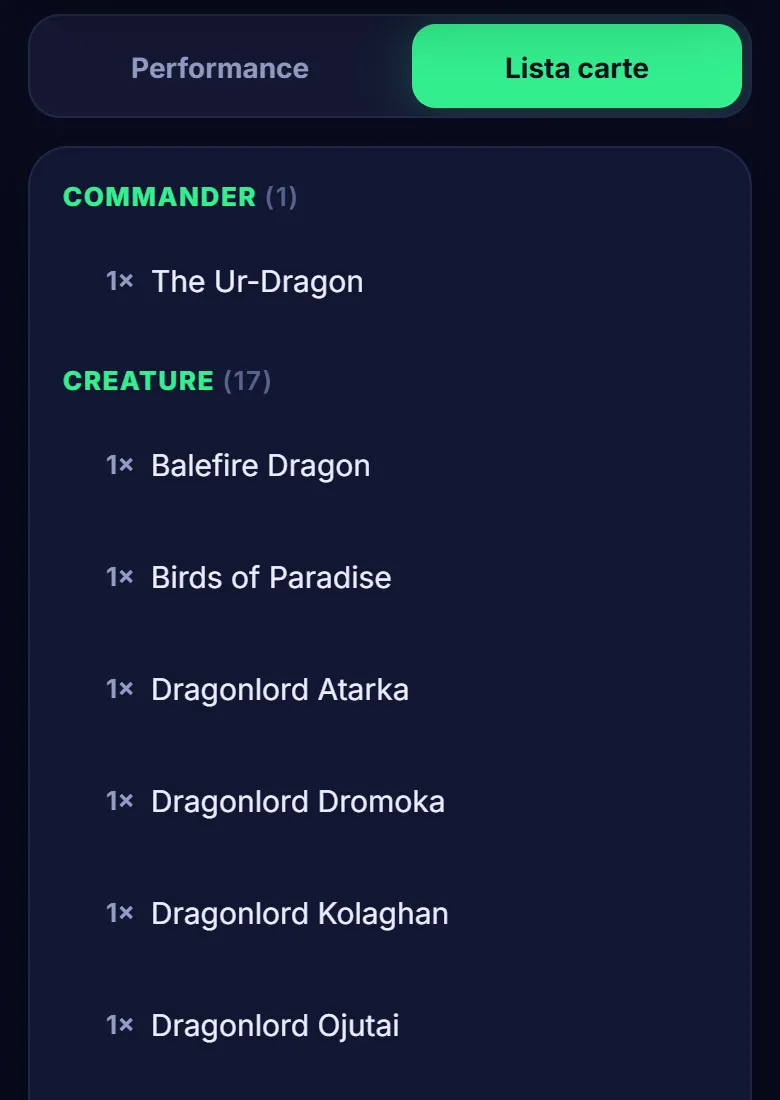 Performance
Lista carte
COMMANDER (1)
1× The Ur-Dragon
CREATURE (17)
1× Balefire Dragon
1× Birds of Paradise
1× Dragonlord Atarka
1× Dragonlord Dromoka
1× Dragonlord Kolaghan
1× Dragonlord Ojutai